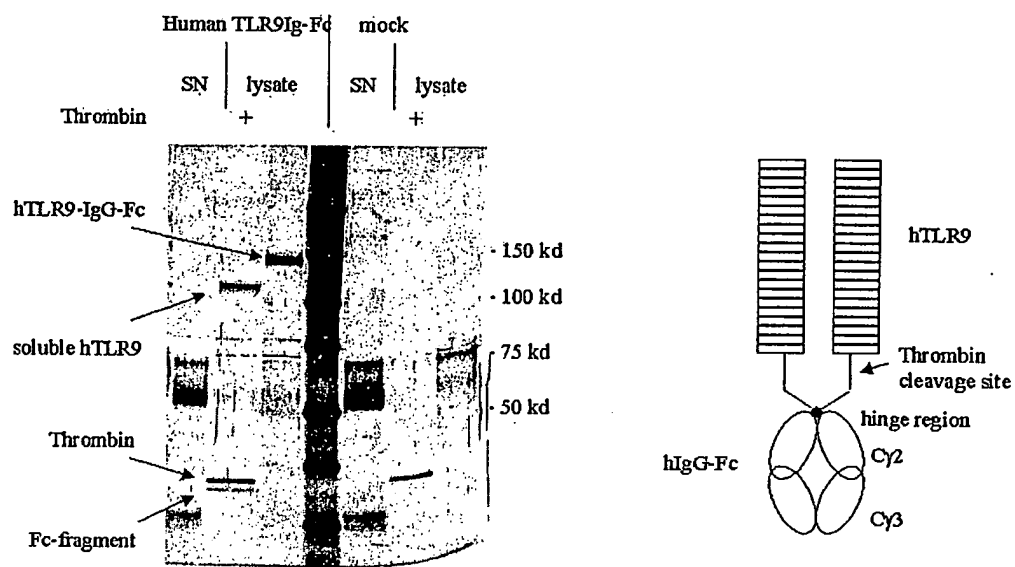 Human TLR9Ig-Fc mock
SN lysate SN lysate
Thrombin + +
hTLR9-IgG-Fc
soluble hTLR9
Thrombin
Fc-fragment
- 150 kd
- 100 kd
- 75 kd
- 50 kd
hTLR9
Thrombin
cleavage site
hinge region
hIgG-Fc
Cγ2
Cγ3